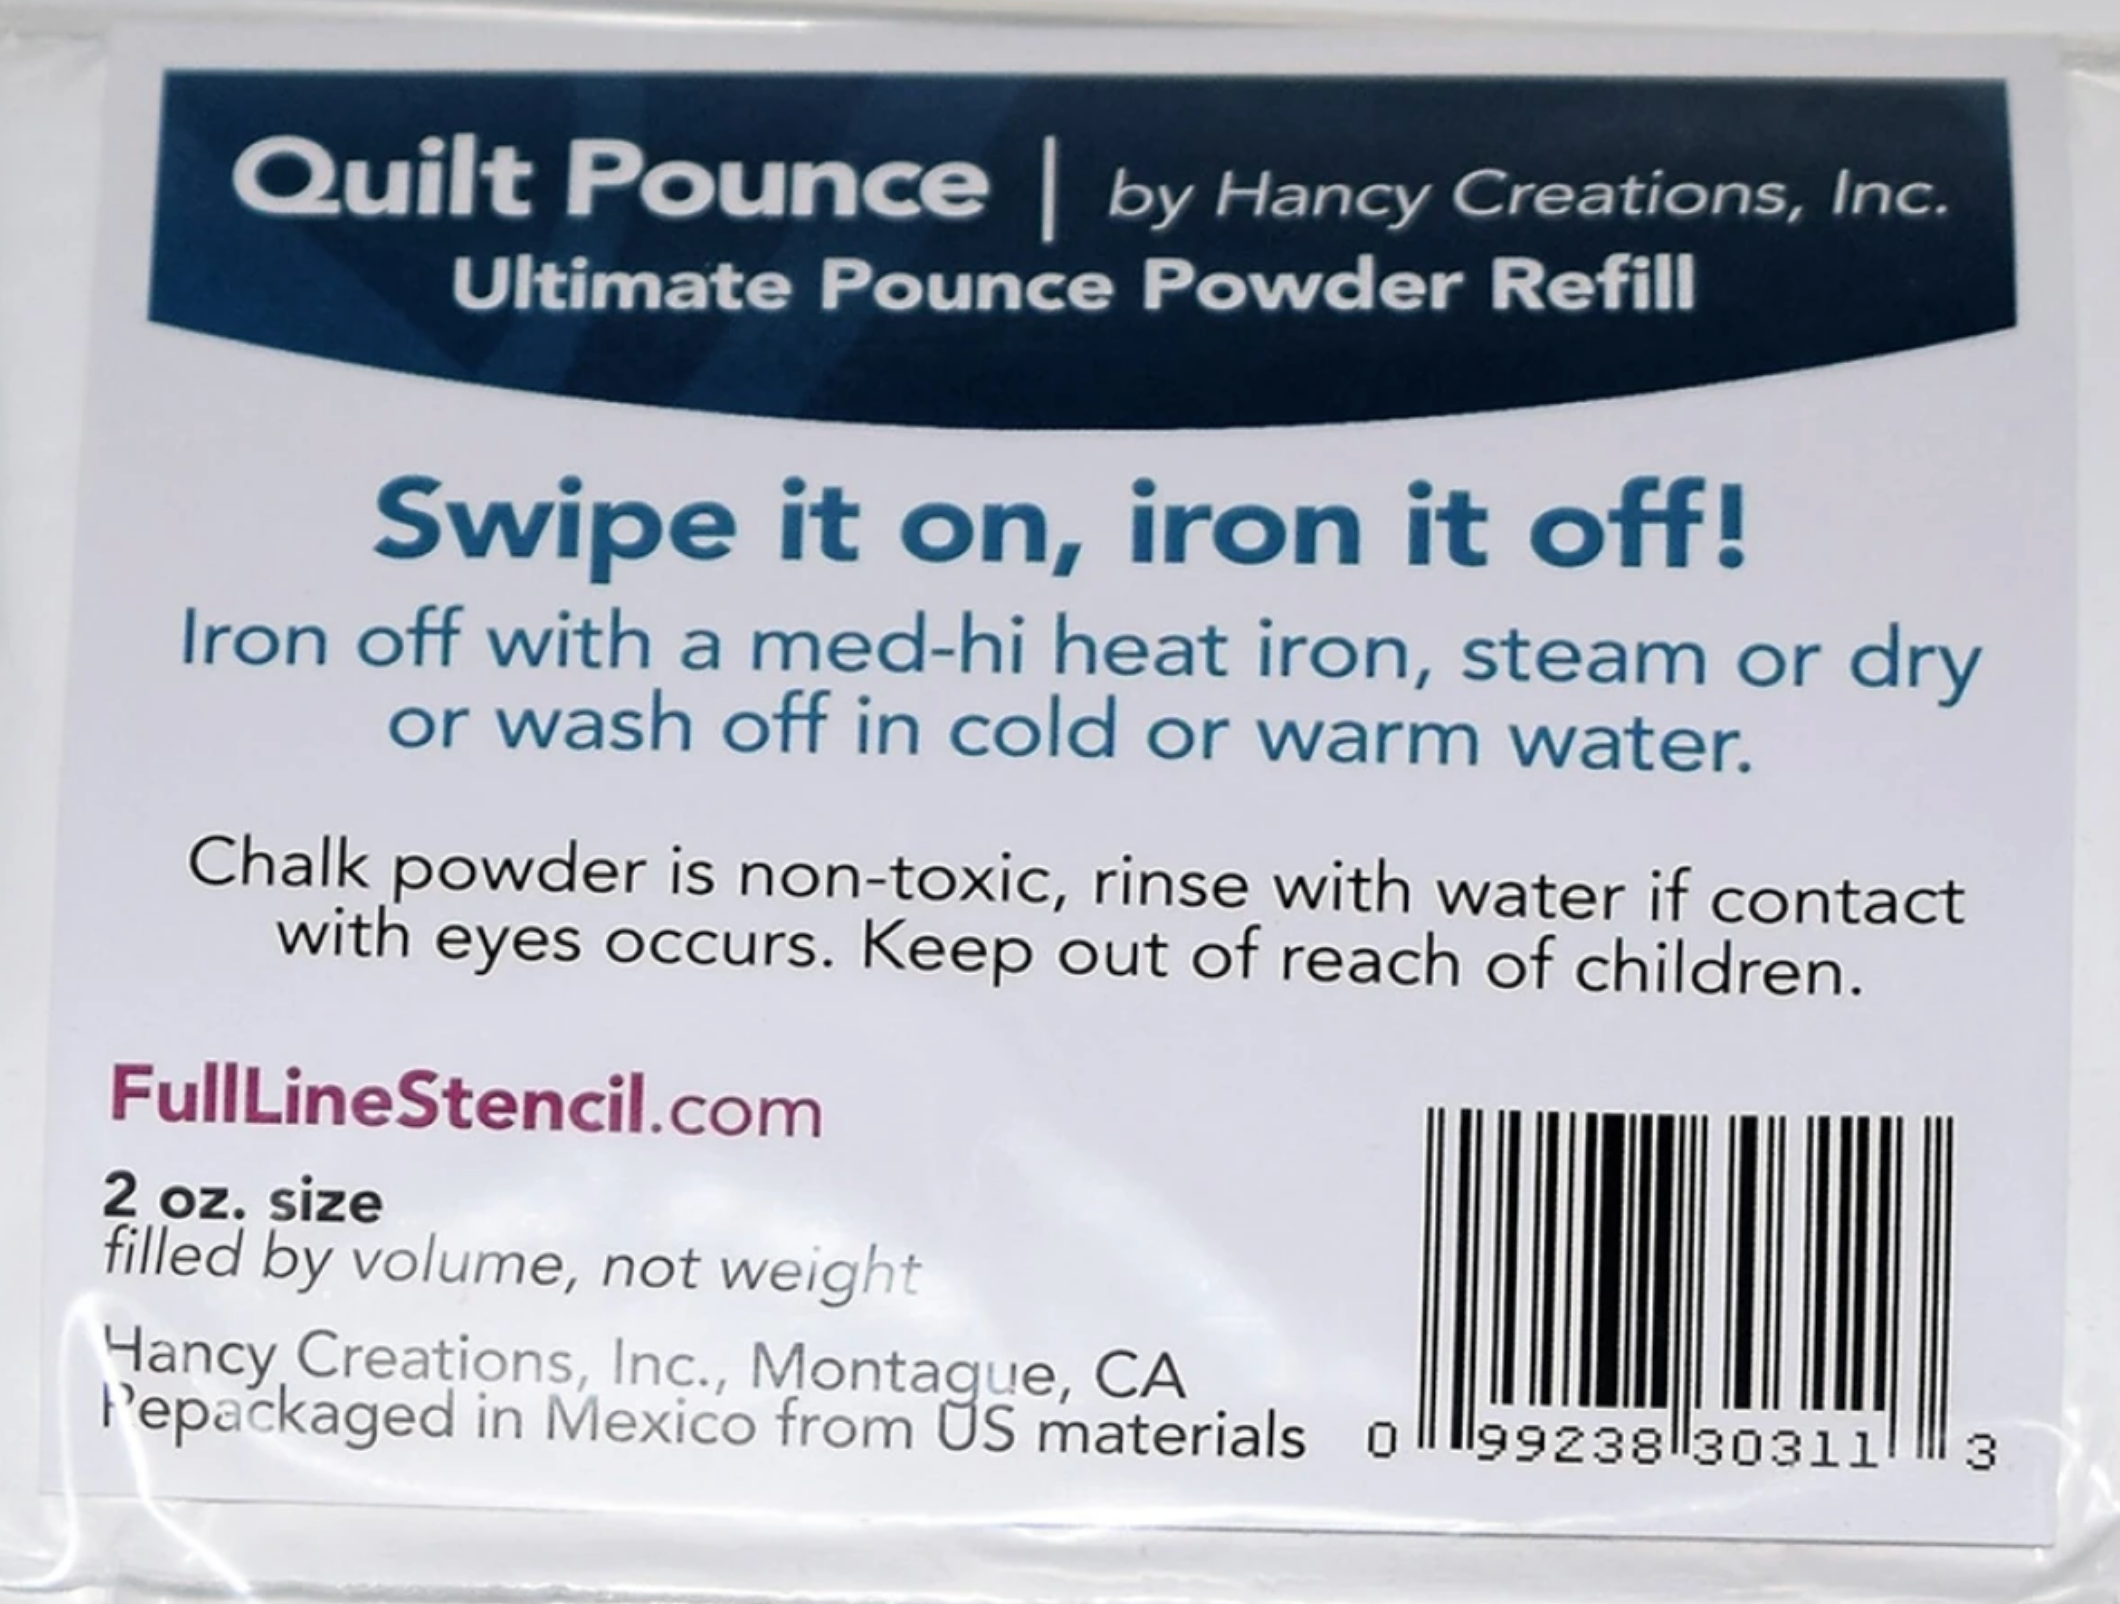 Quilt Pounce | by Hancy Creations, Inc.
Ultimate Pounce Powder Refill
Swipe it on, iron it off!
Iron off with a med-hi heat iron, steam or dry
or wash off in cold or warm water.
Chalk powder is non-toxic, rinse with water if contact
with eyes occurs. Keep out of reach of children.
FullLineStencil.com
2 oz. size
filled by volume, not weight
Hancy Creations, Inc., Montague, CA
Repackaged in Mexico from US materials
0 99238 30311 3